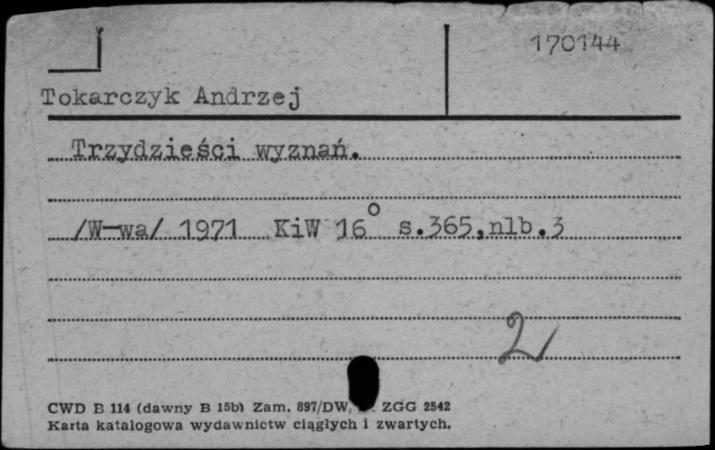 170144
Tokarczyk Andrzej
Trzydzieści wyznań.
/W-wa/ 1971 KiW 16° s.365,nlb.3
2
CWD B 114 (dawny B 15b) Zam. 897/DW, ZGG 2542
Karta katalogowa wydawnictw ciągłych i zwartych.